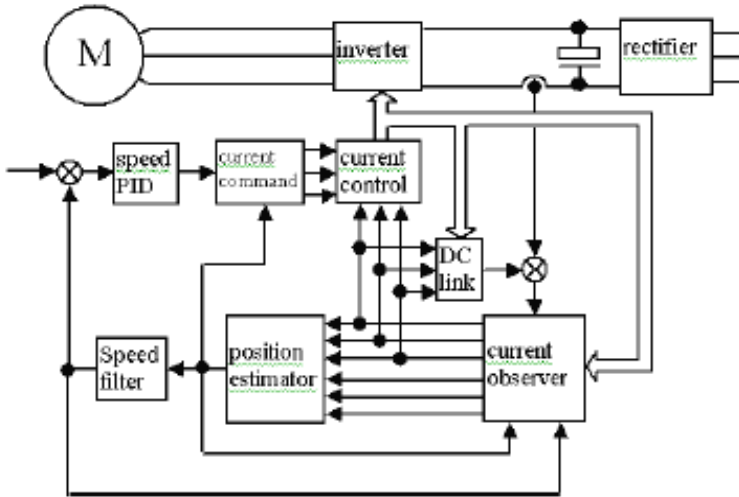 M
inverter
rectifier
speed
PID
current
command
current
control
DC
link
Speed
filter
position
estimator
current
observer